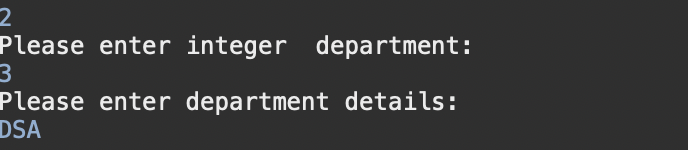 2
Please enter integer  department:
3
Please enter department details:
DSA